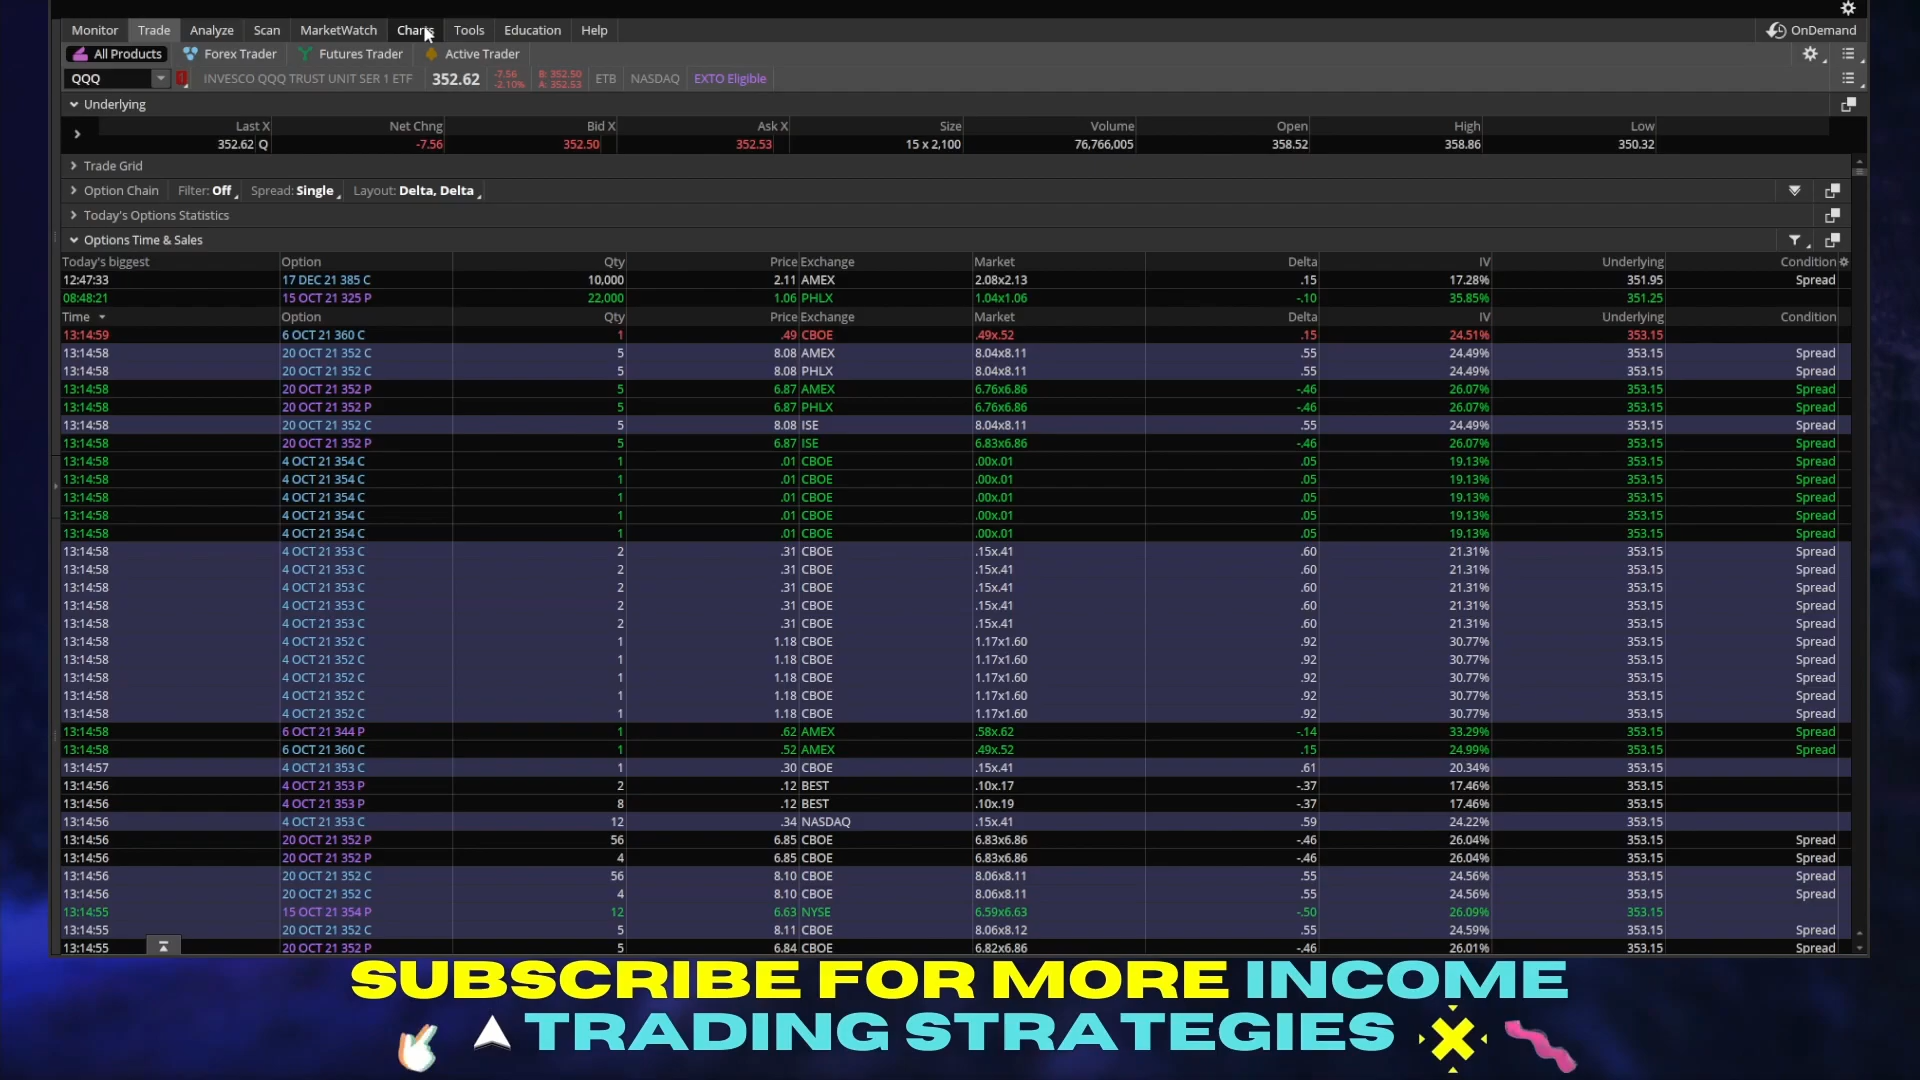 Monitor Trade Analyze Scan MarketWatch Charts Tools Education Help OnDemand
All Products Forex Trader Futures Trader Active Trader
QQQ INVESCO QQQ TRUST UNIT SER 1 ETF 352.62 -7.56 -2.10% B: 352.50 A: 352.53 ETB NASDAQ EXTO Eligible
Underlying
Last X Net Chng Bid X Ask X Size Volume Open High Low
352.62 Q -7.56 352.50 352.53 15 x 2,100 76,766,005 358.52 358.86 350.32
Trade Grid
Option Chain Filter: Off Spread: Single Layout: Delta, Delta
Today's Options Statistics
Options Time & Sales
Today's biggest Option Qty Price Exchange Market Delta IV Underlying Condition
12:47:33 17 DEC 21 385 C 10,000 2.11 AMEX 2.08x2.13 .15 17.28% 351.95 Spread
08:48:21 15 OCT 21 325 P 22,000 1.06 PHLX 1.04x1.06 -.10 35.85% 351.25
Time Option Qty Price Exchange Market Delta IV Underlying Condition
13:14:59 6 OCT 21 360 C 1 .49 CBOE .49x.52 .15 24.51% 353.15
13:14:58 20 OCT 21 352 C 5 8.08 AMEX 8.04x8.11 .55 24.49% 353.15 Spread
13:14:58 20 OCT 21 352 C 5 8.08 PHLX 8.04x8.11 .55 24.49% 353.15 Spread
13:14:58 20 OCT 21 352 P 5 6.87 AMEX 6.76x6.86 -.46 26.07% 353.15 Spread
13:14:58 20 OCT 21 352 P 5 6.87 PHLX 6.76x6.86 -.46 26.07% 353.15 Spread
13:14:58 20 OCT 21 352 C 5 8.08 ISE 8.04x8.11 .55 24.49% 353.15 Spread
13:14:58 20 OCT 21 352 P 5 6.87 ISE 6.83x6.86 -.46 26.07% 353.15 Spread
13:14:58 4 OCT 21 354 C 1 .01 CBOE .00x.01 .05 19.13% 353.15 Spread
13:14:58 4 OCT 21 354 C 1 .01 CBOE .00x.01 .05 19.13% 353.15 Spread
13:14:58 4 OCT 21 354 C 1 .01 CBOE .00x.01 .05 19.13% 353.15 Spread
13:14:58 4 OCT 21 354 C 1 .01 CBOE .00x.01 .05 19.13% 353.15 Spread
13:14:58 4 OCT 21 354 C 1 .01 CBOE .00x.01 .05 19.13% 353.15 Spread
13:14:58 4 OCT 21 353 C 2 .31 CBOE .15x.41 .60 21.31% 353.15 Spread
13:14:58 4 OCT 21 353 C 2 .31 CBOE .15x.41 .60 21.31% 353.15 Spread
13:14:58 4 OCT 21 353 C 2 .31 CBOE .15x.41 .60 21.31% 353.15 Spread
13:14:58 4 OCT 21 353 C 2 .31 CBOE .15x.41 .60 21.31% 353.15 Spread
13:14:58 4 OCT 21 353 C 2 .31 CBOE .15x.41 .60 21.31% 353.15 Spread
13:14:58 4 OCT 21 352 C 1 1.18 CBOE 1.17x1.60 .92 30.77% 353.15 Spread
13:14:58 4 OCT 21 352 C 1 1.18 CBOE 1.17x1.60 .92 30.77% 353.15 Spread
13:14:58 4 OCT 21 352 C 1 1.18 CBOE 1.17x1.60 .92 30.77% 353.15 Spread
13:14:58 4 OCT 21 352 C 1 1.18 CBOE 1.17x1.60 .92 30.77% 353.15 Spread
13:14:58 4 OCT 21 352 C 1 1.18 CBOE 1.17x1.60 .92 30.77% 353.15 Spread
13:14:58 6 OCT 21 344 P 1 .62 AMEX .58x.62 -.14 33.29% 353.15 Spread
13:14:58 6 OCT 21 360 C 1 .52 AMEX .49x.52 .15 24.99% 353.15 Spread
13:14:57 4 OCT 21 353 C 1 .30 CBOE .15x.41 .61 20.34% 353.15
13:14:56 4 OCT 21 353 P 2 .12 BEST .10x.17 -.37 17.46% 353.15
13:14:56 4 OCT 21 353 P 8 .12 BEST .10x.19 -.37 17.46% 353.15
13:14:56 4 OCT 21 353 C 12 .34 NASDAQ .15x.41 .59 24.22% 353.15
13:14:56 20 OCT 21 352 P 56 6.85 CBOE 6.83x6.86 -.46 26.04% 353.15 Spread
13:14:56 20 OCT 21 352 P 4 6.85 CBOE 6.83x6.86 -.46 26.04% 353.15 Spread
13:14:56 20 OCT 21 352 C 56 8.10 CBOE 8.06x8.11 .55 24.56% 353.15 Spread
13:14:56 20 OCT 21 352 C 4 8.10 CBOE 8.06x8.11 .55 24.56% 353.15 Spread
13:14:55 15 OCT 21 354 P 12 6.63 NYSE 6.59x6.63 -.50 26.09% 353.15
13:14:55 20 OCT 21 352 C 5 8.11 CBOE 8.06x8.12 .55 24.59% 353.15 Spread
13:14:55 20 OCT 21 352 P 5 6.84 CBOE 6.82x6.86 -.46 26.01% 353.15 Spread
SUBSCRIBE FOR MORE INCOME
TRADING STRATEGIES